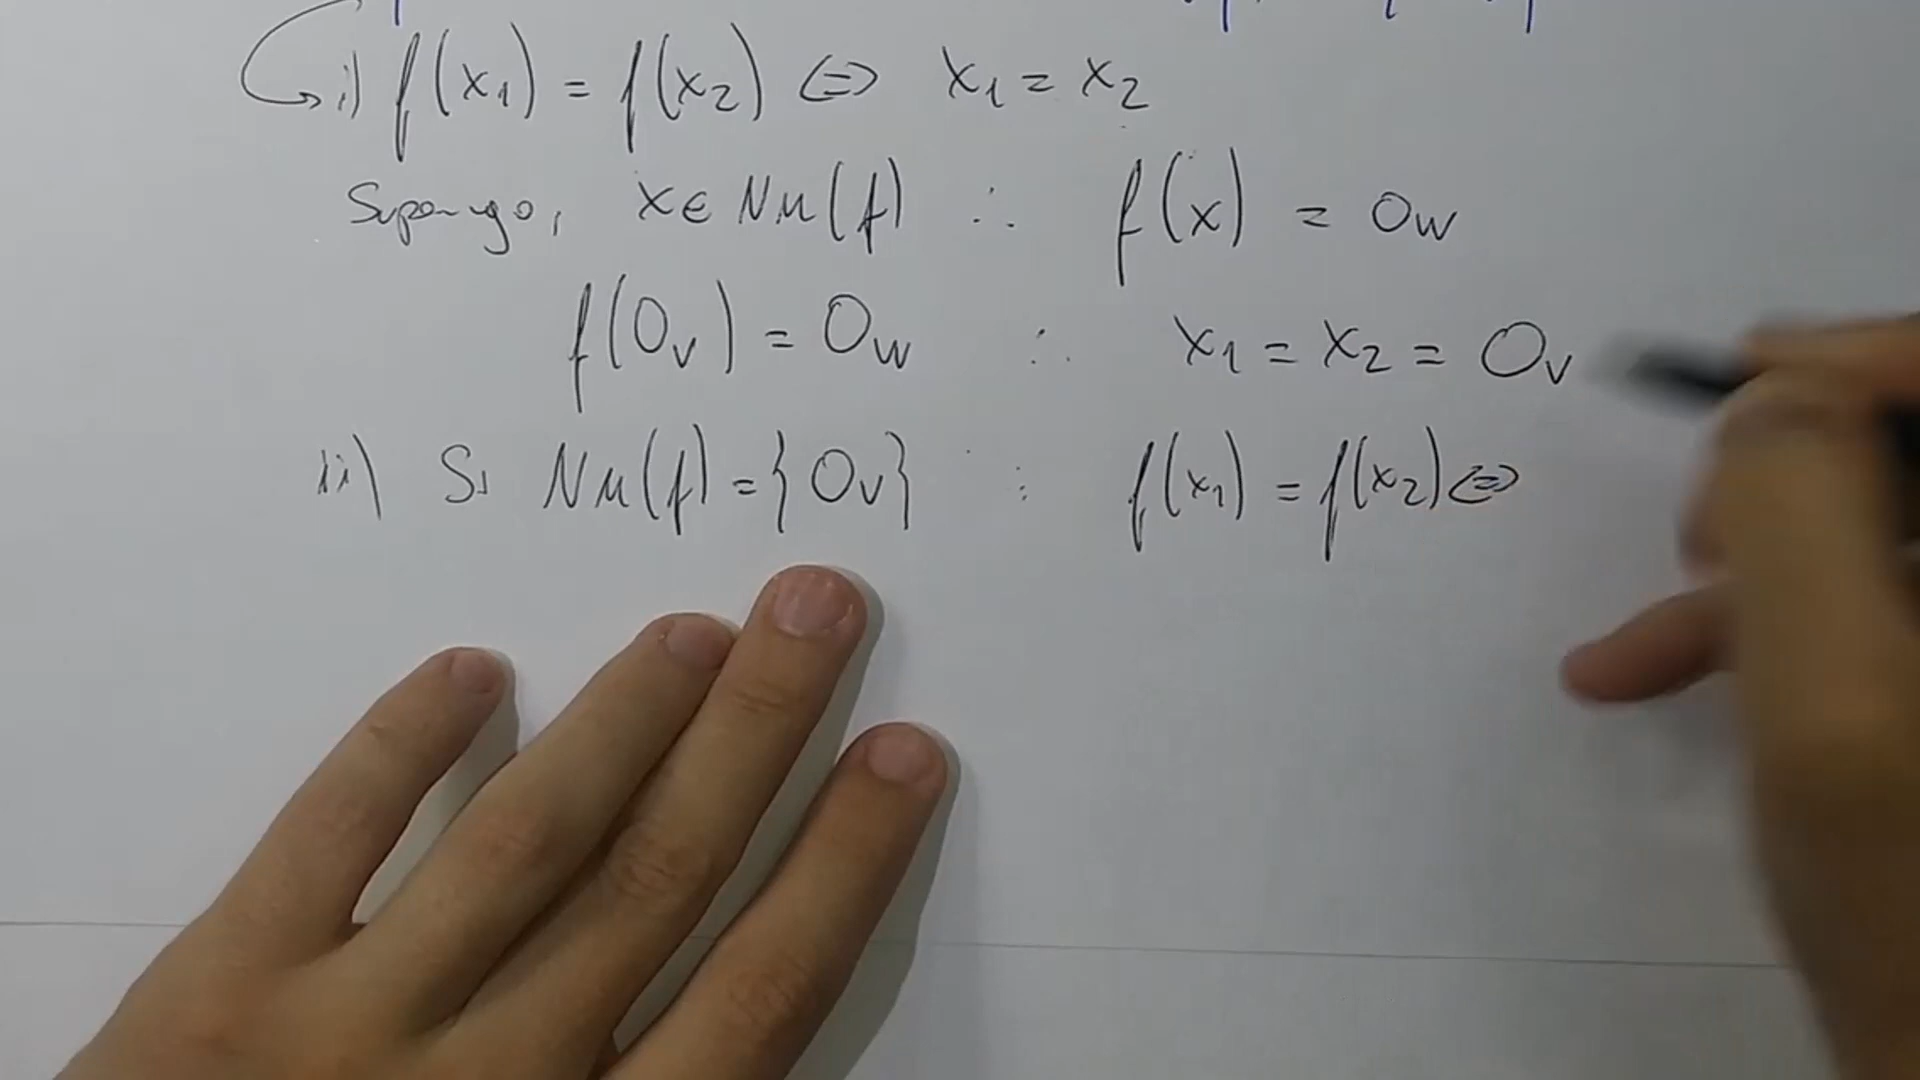 i) f(x₁) = f(x₂) ⇔ x₁ = x₂
Supongo, x ∈ Nu(f) ∴ f(x) = 0w
f(0v) = 0w ∴ x₁ = x₂ = 0v
ii) Si Nu(f) = {0v} ∴ f(x₁) = f(x₂) ⇔